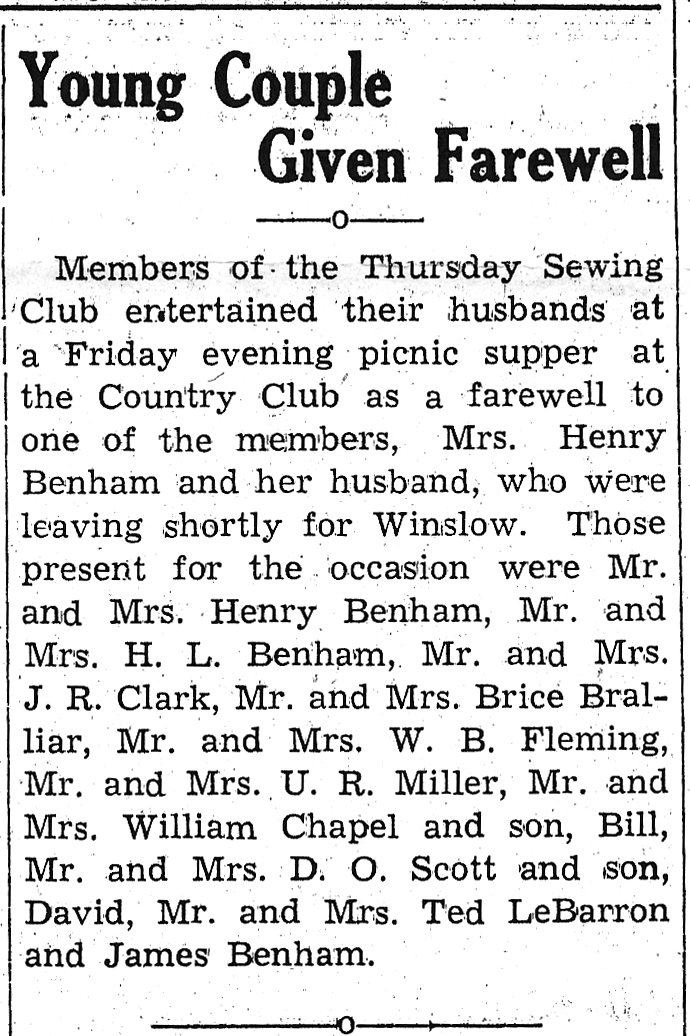 Young Couple
Given Farewell
Members of the Thursday Sewing
Club entertained their husbands at
a Friday evening picnic supper at
the Country Club as a farewell to
one of the members, Mrs. Henry
Benham and her husband, who were
leaving shortly for Winslow. Those
present for the occasion were Mr.
and Mrs. Henry Benham, Mr. and
Mrs. H. L. Benham, Mr. and Mrs.
J. R. Clark, Mr. and Mrs. Brice Bral-
liar, Mr. and Mrs. W. B. Fleming,
Mr. and Mrs. U. R. Miller, Mr. and
Mrs. William Chapel and son, Bill,
Mr. and Mrs. D. O. Scott and son,
David, Mr. and Mrs. Ted LeBarron
and James Benham.